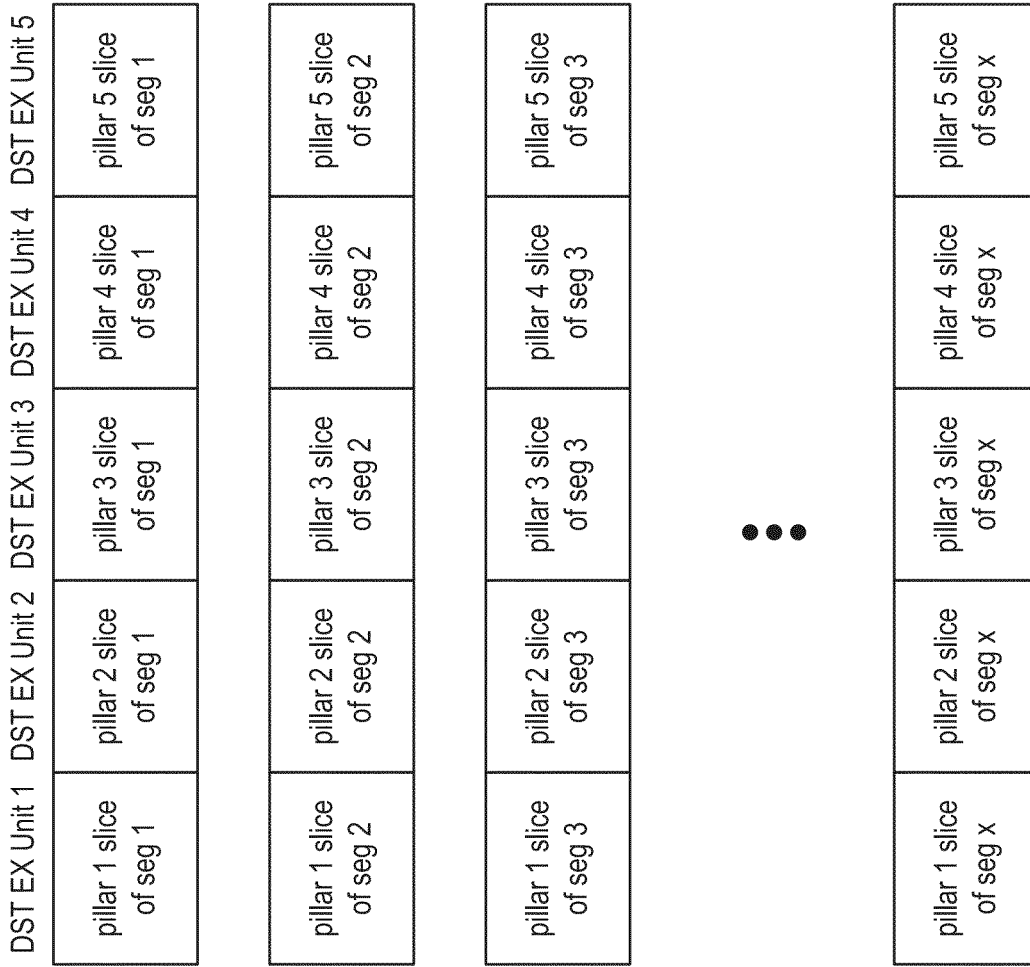 DST EX Unit 1 DST EX Unit 2 DST EX Unit 3 DST EX Unit 4 DST EX Unit 5
pillar 1 slice
of seg 1
pillar 2 slice
of seg 1
pillar 3 slice
of seg 1
pillar 4 slice
of seg 1
pillar 5 slice
of seg 1
pillar 1 slice
of seg 2
pillar 2 slice
of seg 2
pillar 3 slice
of seg 2
pillar 4 slice
of seg 2
pillar 5 slice
of seg 2
pillar 1 slice
of seg 3
pillar 2 slice
of seg 3
pillar 3 slice
of seg 3
pillar 4 slice
of seg 3
pillar 5 slice
of seg 3
pillar 1 slice
of seg x
pillar 2 slice
of seg x
pillar 3 slice
of seg x
pillar 4 slice
of seg x
pillar 5 slice
of seg x